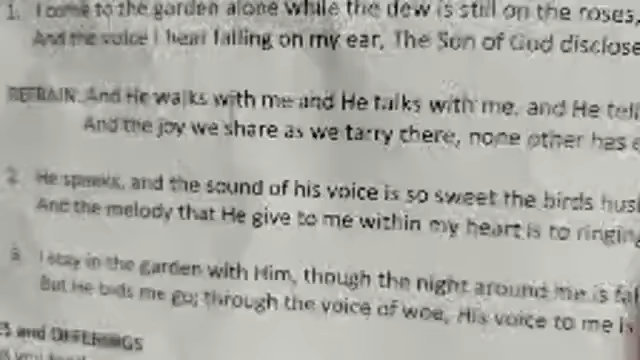 1. I come to the garden alone while the dew is still on the roses,
And the voice I hear falling on my ear, The Son of God disclose
REFRAIN: And He walks with me and He talks with me, and He tell
And the joy we share as we tarry there, none other has e
2. He speaks, and the sound of his voice is so sweet the birds hus
And the melody that He give to me within my heart is to ringing
3. I stay in the garden with Him, though the night around me is fal
But He bids me go; through the voice of woe, His voice to me is
S and OFFERINGS